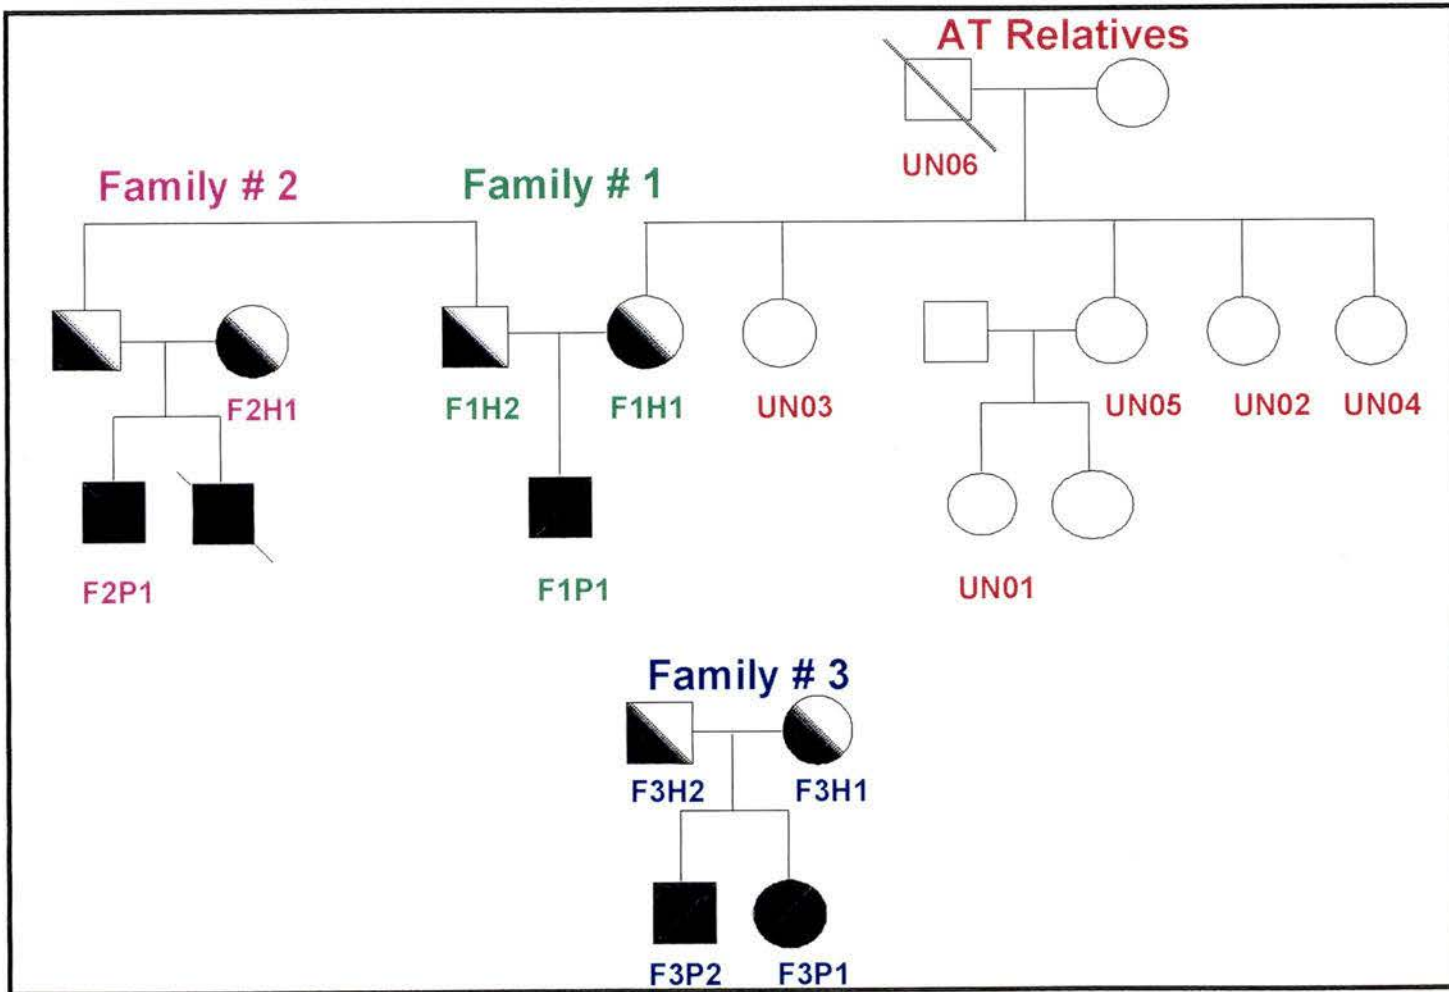 AT Relatives
UN06
Family # 2
Family # 1
F2H1
F1H2
F1H1
UN03
UN05
UN02
UN04
F2P1
F1P1
UN01
Family # 3
F3H2
F3H1
F3P2
F3P1